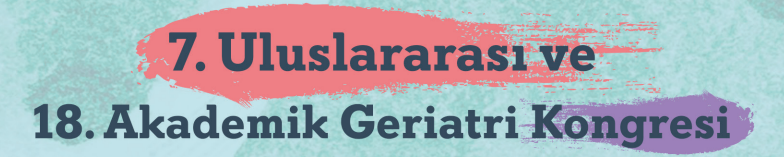 7. Uluslararası ve
18. Akademik Geriatri Kongresi